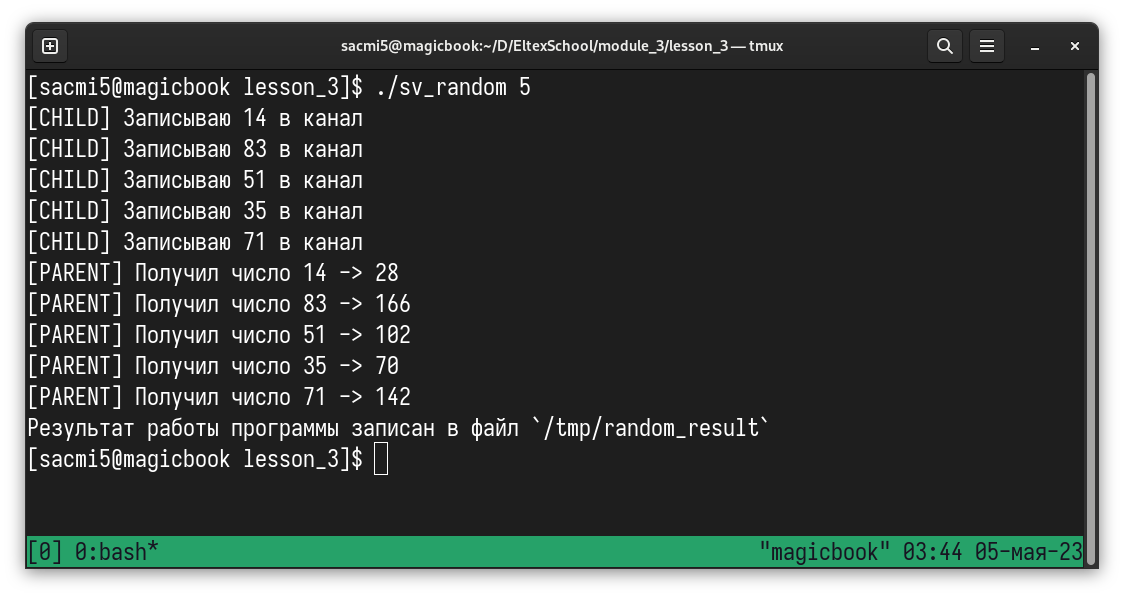 sacmi5@magicbook:~/D/EltexSchool/module_3/lesson_3 — tmux
[sacmi5@magicbook lesson_3]$ ./sv_random 5
[CHILD] Записываю 14 в канал
[CHILD] Записываю 83 в канал
[CHILD] Записываю 51 в канал
[CHILD] Записываю 35 в канал
[CHILD] Записываю 71 в канал
[PARENT] Получил число 14 -> 28
[PARENT] Получил число 83 -> 166
[PARENT] Получил число 51 -> 102
[PARENT] Получил число 35 -> 70
[PARENT] Получил число 71 -> 142
Результат работы программы записан в файл `/tmp/random_result`
[sacmi5@magicbook lesson_3]$
[0] 0:bash* "magicbook" 03:44 05-мая-23